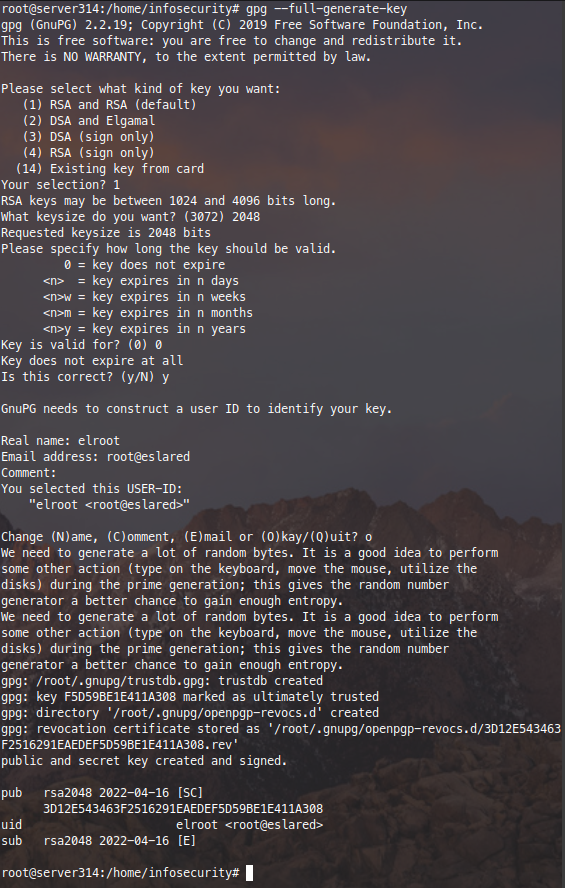 root@server314:/home/infosecurity# gpg --full-generate-key
gpg (GnuPG) 2.2.19; Copyright (C) 2019 Free Software Foundation, Inc.
This is free software: you are free to change and redistribute it.
There is NO WARRANTY, to the extent permitted by law.

Please select what kind of key you want:
   (1) RSA and RSA (default)
   (2) DSA and Elgamal
   (3) DSA (sign only)
   (4) RSA (sign only)
  (14) Existing key from card
Your selection? 1
RSA keys may be between 1024 and 4096 bits long.
What keysize do you want? (3072) 2048
Requested keysize is 2048 bits
Please specify how long the key should be valid.
         0 = key does not expire
      <n>  = key expires in n days
      <n>w = key expires in n weeks
      <n>m = key expires in n months
      <n>y = key expires in n years
Key is valid for? (0) 0
Key does not expire at all
Is this correct? (y/N) y

GnuPG needs to construct a user ID to identify your key.

Real name: elroot
Email address: root@eslared
Comment:
You selected this USER-ID:
    "elroot <root@eslared>"

Change (N)ame, (C)omment, (E)mail or (O)kay/(Q)uit? o
We need to generate a lot of random bytes. It is a good idea to perform
some other action (type on the keyboard, move the mouse, utilize the
disks) during the prime generation; this gives the random number
generator a better chance to gain enough entropy.
We need to generate a lot of random bytes. It is a good idea to perform
some other action (type on the keyboard, move the mouse, utilize the
disks) during the prime generation; this gives the random number
generator a better chance to gain enough entropy.
gpg: /root/.gnupg/trustdb.gpg: trustdb created
gpg: key F5D59BE1E411A308 marked as ultimately trusted
gpg: directory '/root/.gnupg/openpgp-revocs.d' created
gpg: revocation certificate stored as '/root/.gnupg/openpgp-revocs.d/3D12E543463
F2516291EAEDEF5D59BE1E411A308.rev'
public and secret key created and signed.

pub   rsa2048 2022-04-16 [SC]
      3D12E543463F2516291EAEDEF5D59BE1E411A308
uid                      elroot <root@eslared>
sub   rsa2048 2022-04-16 [E]

root@server314:/home/infosecurity#